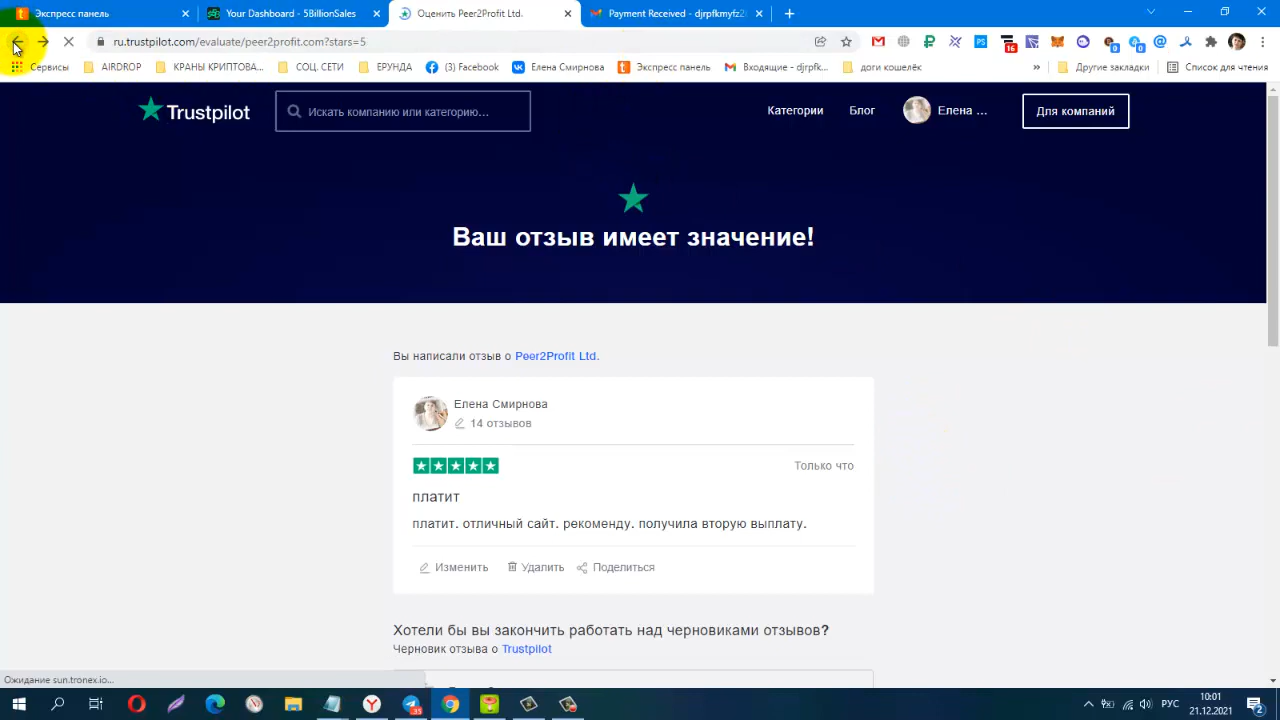 Экспресс панель
Your Dashboard - 5BillionSales
Оценить Peer2Profit Ltd.
Payment Received - djrpfkmyfz2
ru.trustpilot.com/evaluate/peer2profit.com?stars=5
16
0
0
Сервисы
AIRDROP
КРАНЫ КРИПТОВА...
СОЦ. СЕТИ
ЕРУНДА
(3) Facebook
Елена Смирнова
Экспресс панель
Входящие - djrpfk...
доги кошелёк
»
Другие закладки
Список для чтения
Trustpilot
Искать компанию или категорию...
Категории
Блог
Елена ...
Для компаний
Ваш отзыв имеет значение!
Вы написали отзыв о Peer2Profit Ltd.
Елена Смирнова
14 отзывов
Только что
платит
платит. отличный сайт. рекоменду. получила вторую выплату.
Изменить
Удалить
Поделиться
Хотели бы вы закончить работать над черновиками отзывов?
Черновик отзыва о Trustpilot
Ожидание sun.tronex.io...
РУС
10:01
21.12.2021
2